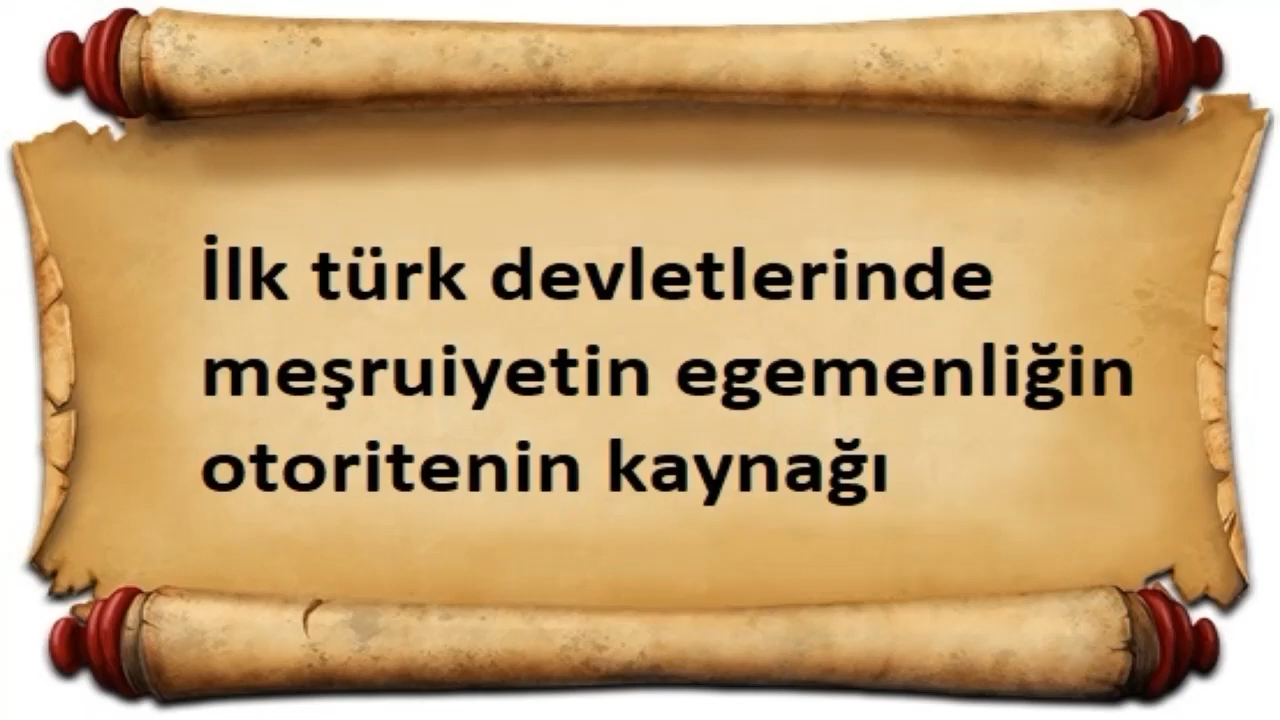 İlk türk devletlerinde
meşruiyetin egemenliğin
otoritenin kaynağı